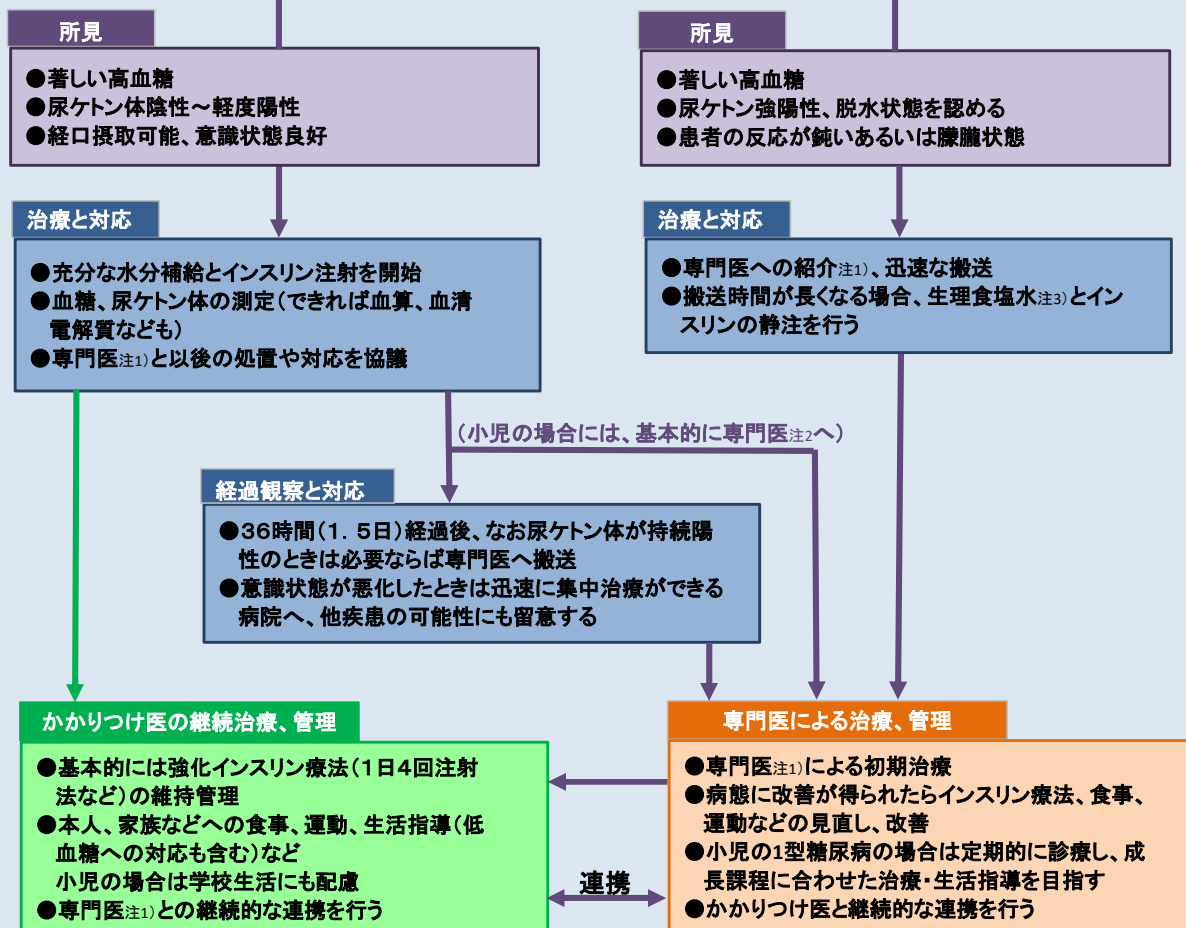 所見
●著しい高血糖
●尿ケトン体陰性～軽度陽性
●経口摂取可能、意識状態良好
所見
●著しい高血糖
●尿ケトン強陽性、脱水状態を認める
●患者の反応が鈍いあるいは朦朧状態
治療と対応
●充分な水分補給とインスリン注射を開始
●血糖、尿ケトン体の測定（できれば血算、血清
電解質なども）
●専門医注1)と以後の処置や対応を協議
治療と対応
●専門医への紹介注1)、迅速な搬送
●搬送時間が長くなる場合、生理食塩水注3)とイン
スリンの静注を行う
（小児の場合には、基本的に専門医注2へ）
経過観察と対応
●36時間（1．5日）経過後、なお尿ケトン体が持続陽
性のときは必要ならば専門医へ搬送
●意識状態が悪化したときは迅速に集中治療ができる
病院へ、他疾患の可能性にも留意する
かかりつけ医の継続治療、管理
●基本的には強化インスリン療法（1日4回注射
法など）の維持管理
●本人、家族などへの食事、運動、生活指導（低
血糖への対応も含む）など
小児の場合は学校生活にも配慮
●専門医注1)との継続的な連携を行う
連携
専門医による治療、管理
●専門医注1)による初期治療
●病態に改善が得られたらインスリン療法、食事、
運動などの見直し、改善
●小児の1型糖尿病の場合は定期的に診療し、成
長課程に合わせた治療・生活指導を目指す
●かかりつけ医と継続的な連携を行う